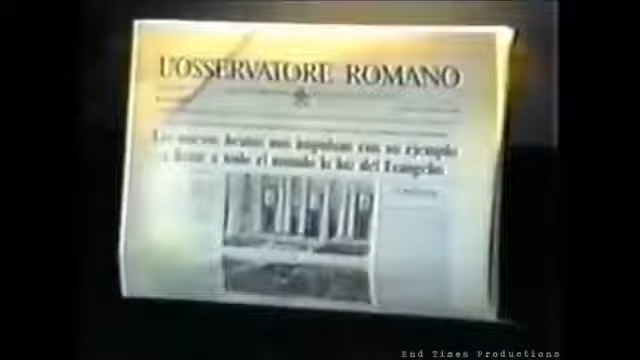 L'OSSERVATORE ROMANO
Los nuevos beatos nos impulsan con su ejemplo
a llevar a todo el mundo la luz del Evangelio
End Times Productions